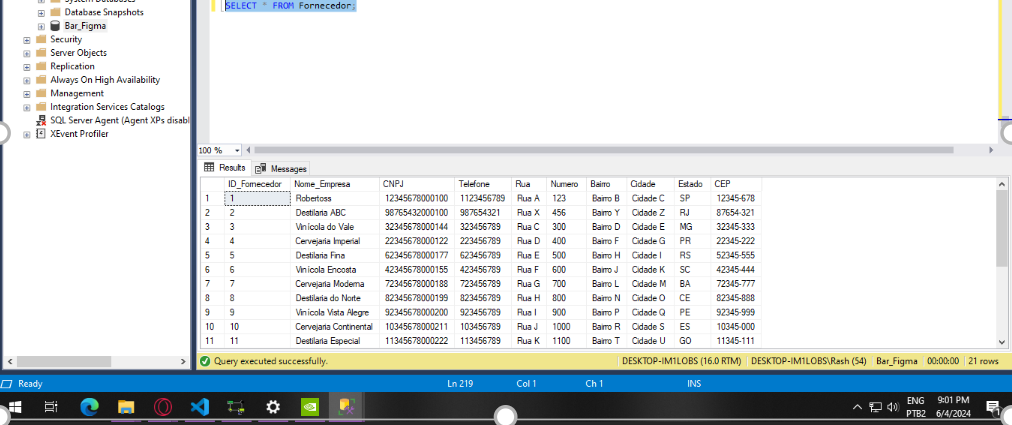 System Databases
SELECT * FROM Fornecedor;
Database Snapshots
Bar_Figma
Security
Server Objects
Replication
Always On High Availability
Management
Integration Services Catalogs
SQL Server Agent (Agent XPs disabl
XEvent Profiler
100 %
Results Messages
ID_Fornecedor Nome_Empresa CNPJ Telefone Rua Numero Bairro Cidade Estado CEP
1 1 Robertoss 12345678000100 1123456789 Rua A 123 Bairro B Cidade C SP 12345-678
2 2 Destilaria ABC 98765432000100 987654321 Rua X 456 Bairro Y Cidade Z RJ 87654-321
3 3 Vinícola do Vale 32345678000144 323456789 Rua C 300 Bairro D Cidade E MG 32345-333
4 4 Cervejaria Imperial 22345678000122 223456789 Rua D 400 Bairro F Cidade G PR 22345-222
5 5 Destilaria Fina 62345678000177 623456789 Rua E 500 Bairro H Cidade I RS 52345-555
6 6 Vinícola Encosta 42345678000155 423456789 Rua F 600 Bairro J Cidade K SC 42345-444
7 7 Cervejaria Moderna 72345678000188 723456789 Rua G 700 Bairro L Cidade M BA 72345-777
8 8 Destilaria do Norte 82345678000199 823456789 Rua H 800 Bairro N Cidade O CE 82345-888
9 9 Vinícola Vista Alegre 92345678000200 923456789 Rua I 900 Bairro P Cidade Q PE 92345-999
10 10 Cervejaria Continental 10345678000211 103456789 Rua J 1000 Bairro R Cidade S ES 10345-000
11 11 Destilaria Especial 11345678000222 113456789 Rua K 1100 Bairro T Cidade U GO 11345-111
Query executed successfully. DESKTOP-IM1LOBS (16.0 RTM) DESKTOP-IM1LOBS\Rash (54) Bar_Figma 00:00:00 21 rows
Ready Ln 219 Col 1 Ch 1 INS
ENG 9:01 PM
PTB2 6/4/2024
1